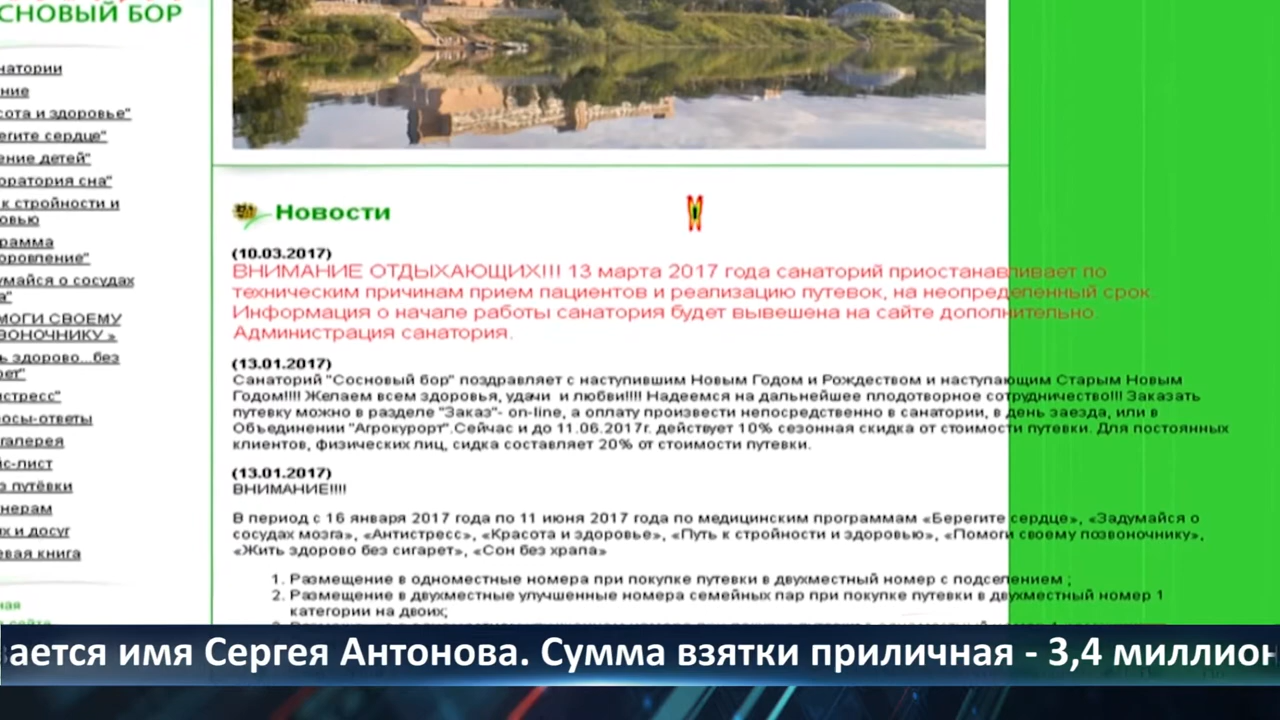 СНОВЫЙ БОР
натории
ние
сота и здоровье"
егите сердце"
ение детей"
оратория сна"
к стройности и
овью
рамма
оровление"
умайся о сосудах
а"
МОГИ СВОЕМУ
ВОНОЧНИКУ »
ь здорово...без
рет"
истресс"
росы-ответы
галерея
йс-лист
з путёвки
нерам
ых и досуг
евая книга
Новости
(10.03.2017)
ВНИМАНИЕ ОТДЫХАЮЩИХ!!! 13 марта 2017 года санаторий приостанавливает по
техническим причинам прием пациентов и реализацию путевок, на неопределенный срок.
Информация о начале работы санатория будет вывешена на сайте дополнительно.
Администрация санатория.
(13.01.2017)
Санаторий "Сосновый бор" поздравляет с наступившим Новым Годом и Рождеством и наступающим Старым Новым
Годом!!!! Желаем всем здоровья, удачи и любви!!!! Надеемся на дальнейшее плодотворное сотрудничество!!! Заказать
путевку можно в разделе "Заказ"- on-line, а оплату произвести непосредственно в санатории, в день заезда, или в
Объединении "Агрокурорт".Сейчас и до 11.06.2017г. действует 10% сезонная скидка от стоимости путевки. Для постоянных
клиентов, физических лиц, сидка составляет 20% от стоимости путевки.
(13.01.2017)
ВНИМАНИЕ!!!!
В период с 16 января 2017 года по 11 июня 2017 года по медицинским программам «Берегите сердце», «Задумайся о
сосудах мозга», «Антистресс», «Красота и здоровье», «Путь к стройности и здоровью», «Помоги своему позвоночнику»,
«Жить здорово без сигарет», «Сон без храпа»
1. Размещение в одноместные номера при покупке путевки в двухместный номер с подселением ;
2. Размещение в двухместные улучшенные номера семейных пар при покупке путевки в двухместный номер 1
категории на двоих;
ается имя Сергея Антонова. Сумма взятки приличная - 3,4 миллион